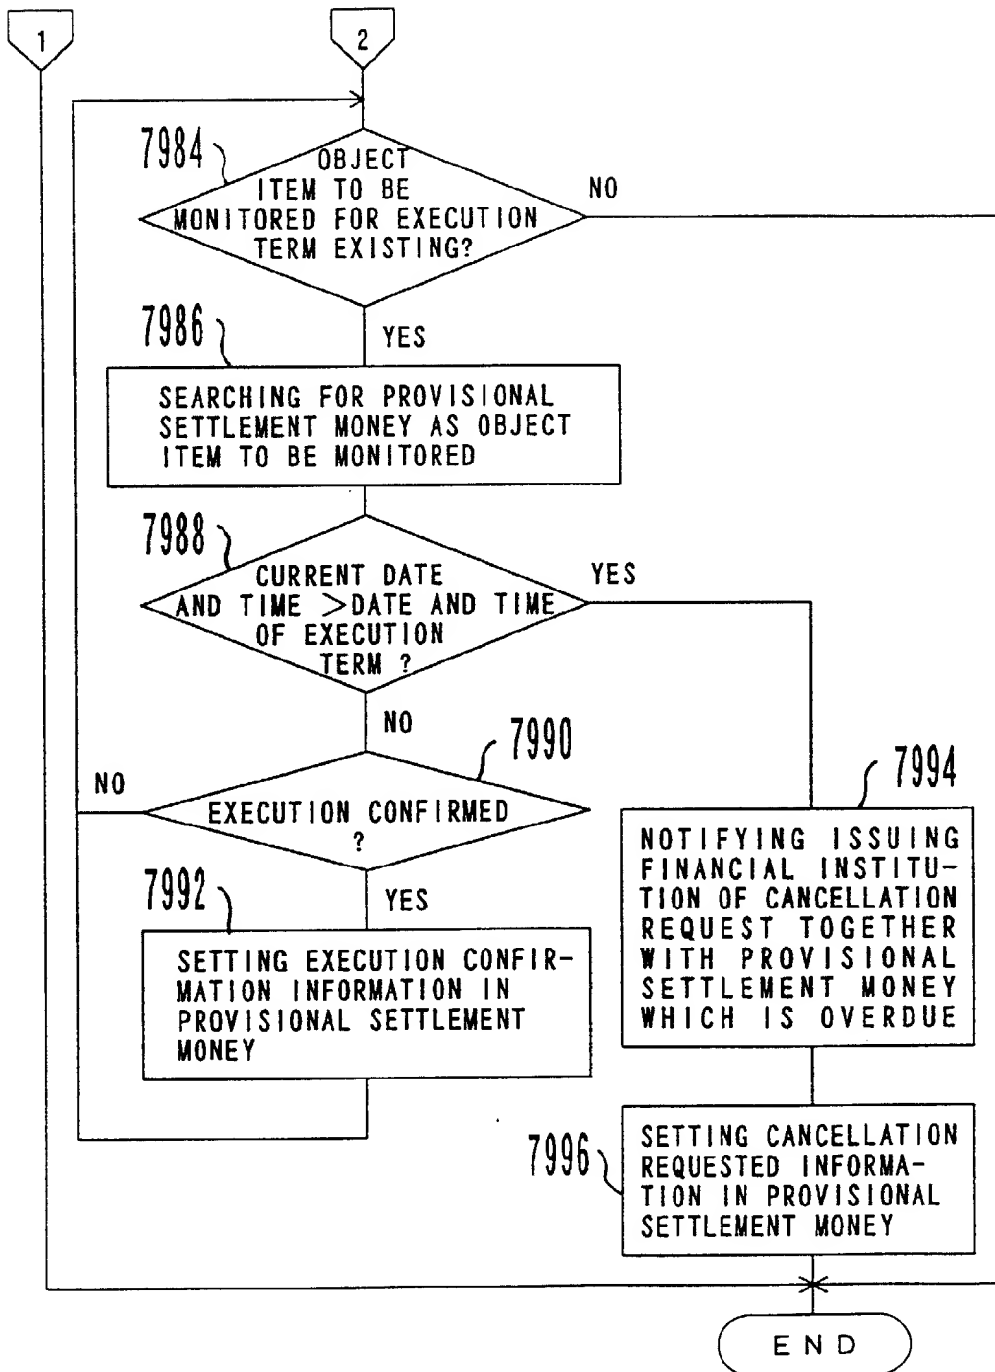 1
2
7984
OBJECT
ITEM TO BE
MONITORED FOR EXECUTION
TERM EXISTING?
NO
YES
7986
SEARCHING FOR PROVISIONAL
SETTLEMENT MONEY AS OBJECT
ITEM TO BE MONITORED
7988
CURRENT DATE
AND TIME >DATE AND TIME
OF EXECUTION
TERM ?
YES
NO
7990
NO
EXECUTION CONFIRMED
?
YES
7992
SETTING EXECUTION CONFIR-
MATION INFORMATION IN
PROVISIONAL SETTLEMENT
MONEY
7994
NOTIFYING ISSUING
FINANCIAL INSTITU-
TION OF CANCELLATION
REQUEST TOGETHER
WITH PROVISIONAL
SETTLEMENT MONEY
WHICH IS OVERDUE
7996
SETTING CANCELLATION
REQUESTED INFORMA-
TION IN PROVISIONAL
SETTLEMENT MONEY
END